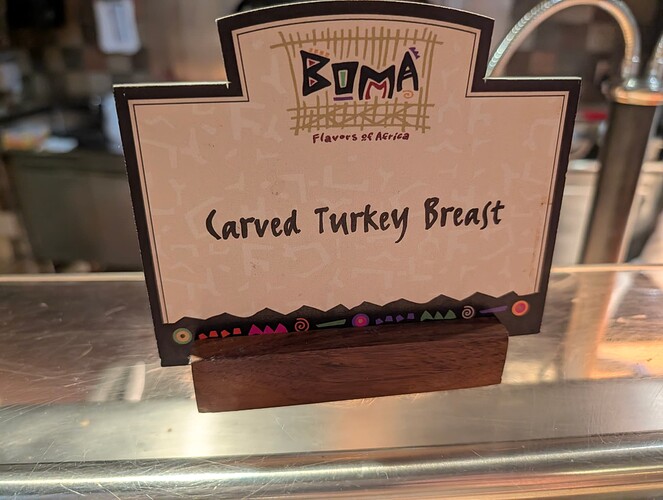 BOMA
Flavors of Africa
Carved Turkey Breast